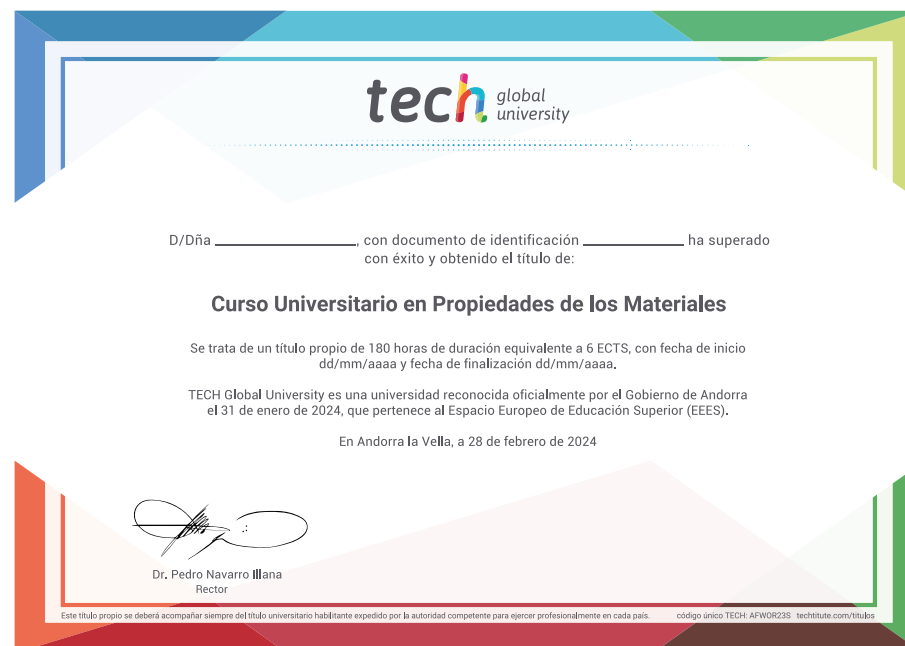 tech global university
D/Dña ____________________, con documento de identificación ______________ ha superado
con éxito y obtenido el título de:
Curso Universitario en Propiedades de los Materiales
Se trata de un título propio de 180 horas de duración equivalente a 6 ECTS, con fecha de inicio
dd/mm/aaaa y fecha de finalización dd/mm/aaaa.
TECH Global University es una universidad reconocida oficialmente por el Gobierno de Andorra
el 31 de enero de 2024, que pertenece al Espacio Europeo de Educación Superior (EEES).
En Andorra la Vella, a 28 de febrero de 2024
Dr. Pedro Navarro Illana
Rector
Este título propio se deberá acompañar siempre del título universitario habilitante expedido por la autoridad competente para ejercer profesionalmente en cada país. código único TECH: AFWOR23S techtitute.com/titulos